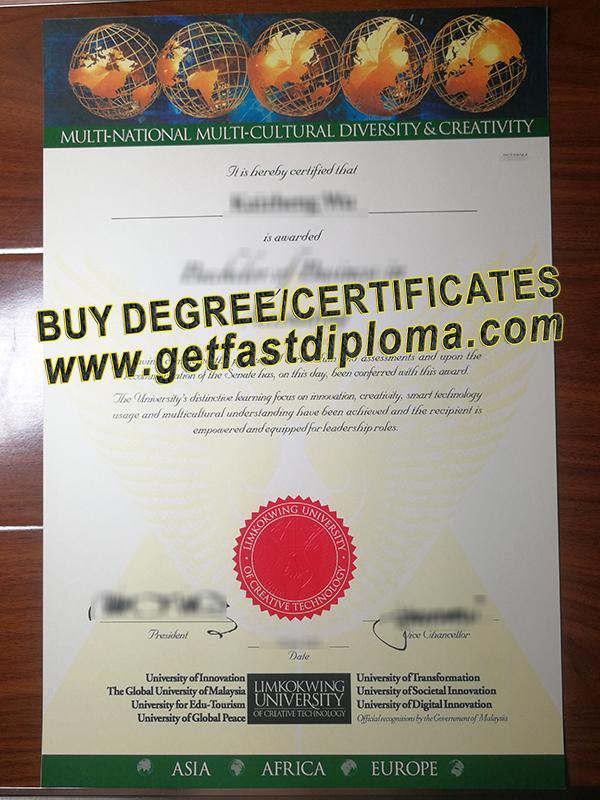 MULTI-NATIONAL MULTI-CULTURAL DIVERSITY & CREATIVITY
It is hereby certified that
is awarded
BUY DEGREE/CERTIFICATES
www.getfastdiploma.com
and assessments and upon the
of the Senate has, on this day, been conferred with this award.
The University's distinctive learning focus on innovation, creativity, smart technology
usage and multicultural understanding have been achieved and the recipient is
empowered and equipped for leadership roles.
LIMKOKWING UNIVERSITY
OF CREATIVE TECHNOLOGY
President
Vice Chancellor
Date
University of Innovation
The Global University of Malaysia
University for Edu-Tourism
University of Global Peace
LIMKOKWING
UNIVERSITY
OF CREATIVE TECHNOLOGY
University of Transformation
University of Societal Innovation
University of Digital Innovation
Official recognitions by the Government of Malaysia
ASIA AFRICA EUROPE